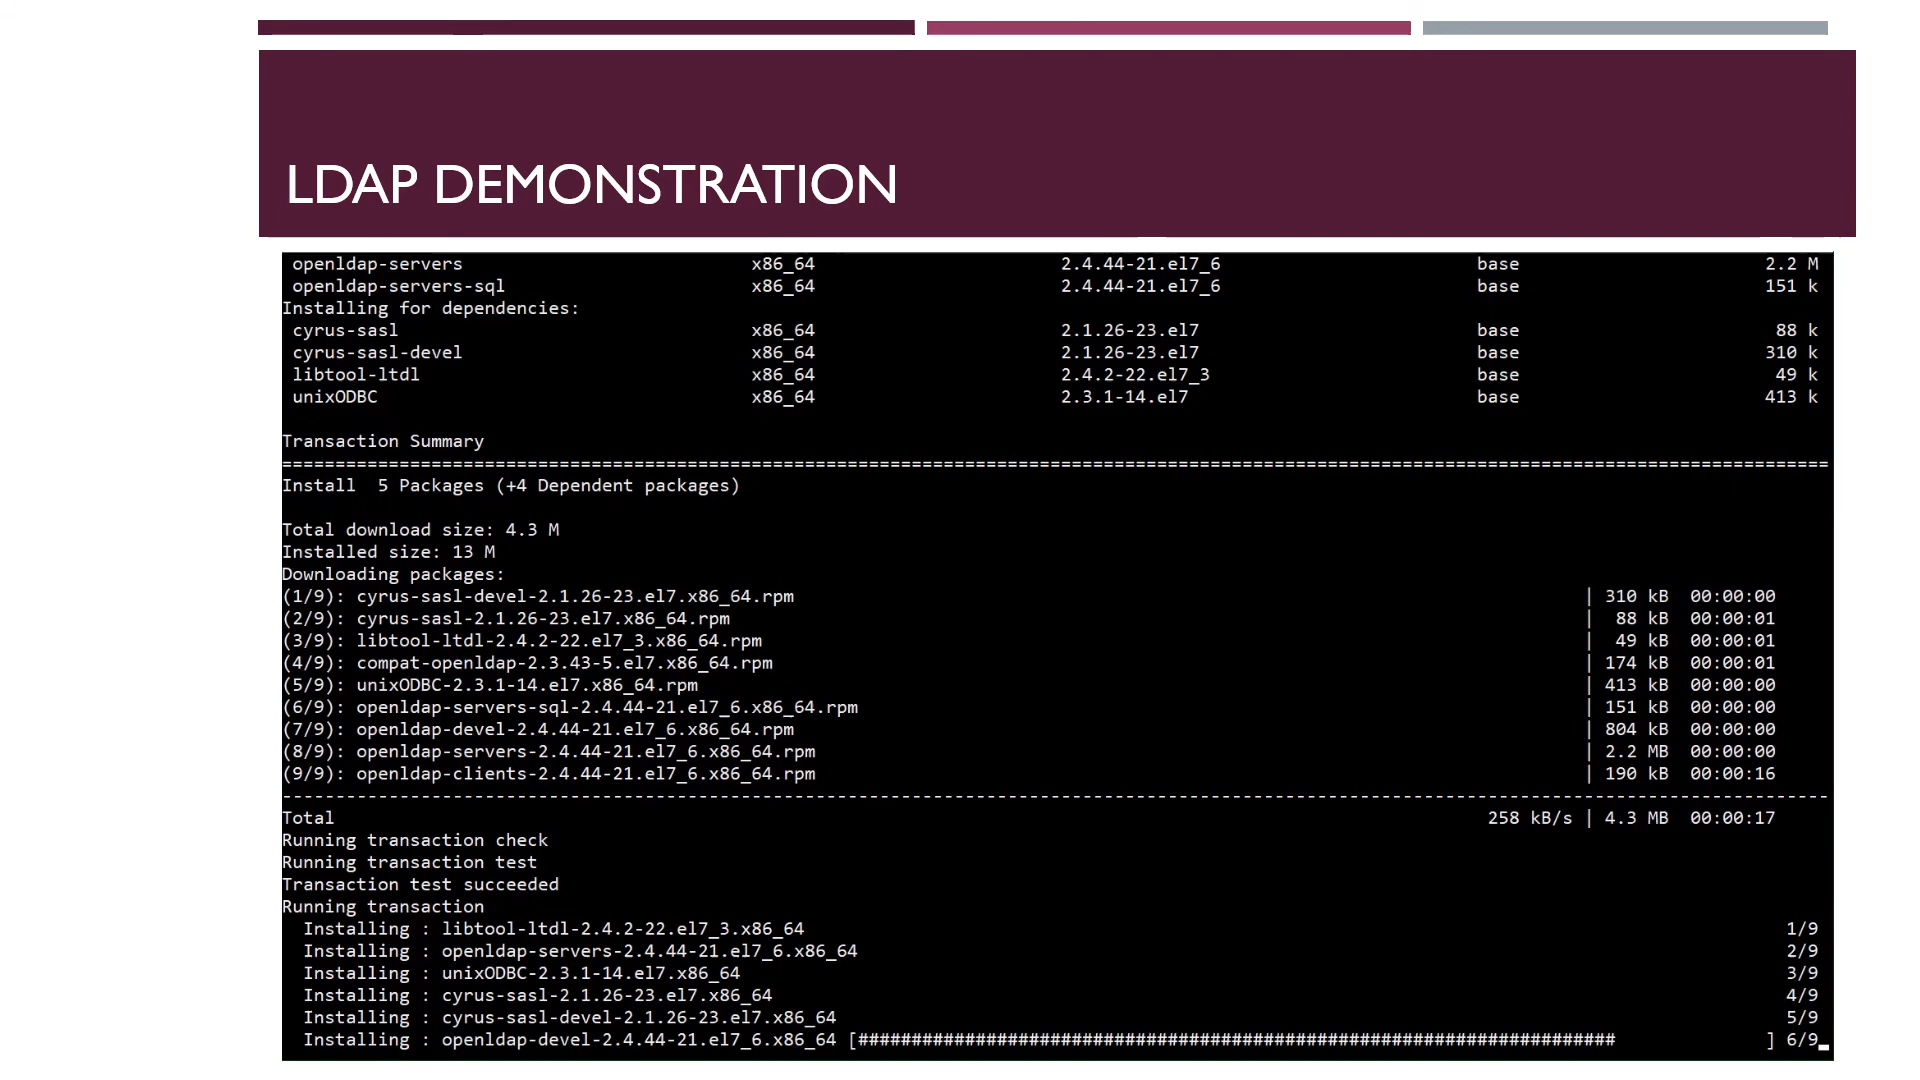 LDAP DEMONSTRATION
openldap-servers x86_64 2.4.44-21.el7_6 base 2.2 M
openldap-servers-sql x86_64 2.4.44-21.el7_6 base 151 k
Installing for dependencies:
cyrus-sasl x86_64 2.1.26-23.el7 base 88 k
cyrus-sasl-devel x86_64 2.1.26-23.el7 base 310 k
libtool-ltdl x86_64 2.4.2-22.el7_3 base 49 k
unixODBC x86_64 2.3.1-14.el7 base 413 k
Transaction Summary
================================================================================================================================================
Install  5 Packages (+4 Dependent packages)
Total download size: 4.3 M
Installed size: 13 M
Downloading packages:
(1/9): cyrus-sasl-devel-2.1.26-23.el7.x86_64.rpm | 310 kB 00:00:00
(2/9): cyrus-sasl-2.1.26-23.el7.x86_64.rpm | 88 kB 00:00:01
(3/9): libtool-ltdl-2.4.2-22.el7_3.x86_64.rpm | 49 kB 00:00:01
(4/9): compat-openldap-2.3.43-5.el7.x86_64.rpm | 174 kB 00:00:01
(5/9): unixODBC-2.3.1-14.el7.x86_64.rpm | 413 kB 00:00:00
(6/9): openldap-servers-sql-2.4.44-21.el7_6.x86_64.rpm | 151 kB 00:00:00
(7/9): openldap-devel-2.4.44-21.el7_6.x86_64.rpm | 804 kB 00:00:00
(8/9): openldap-servers-2.4.44-21.el7_6.x86_64.rpm | 2.2 MB 00:00:00
(9/9): openldap-clients-2.4.44-21.el7_6.x86_64.rpm | 190 kB 00:00:16
------------------------------------------------------------------------------------------------------------------------------------------------
Total 258 kB/s | 4.3 MB 00:00:17
Running transaction check
Running transaction test
Transaction test succeeded
Running transaction
Installing : libtool-ltdl-2.4.2-22.el7_3.x86_64 1/9
Installing : openldap-servers-2.4.44-21.el7_6.x86_64 2/9
Installing : unixODBC-2.3.1-14.el7.x86_64 3/9
Installing : cyrus-sasl-2.1.26-23.el7.x86_64 4/9
Installing : cyrus-sasl-devel-2.1.26-23.el7.x86_64 5/9
Installing : openldap-devel-2.4.44-21.el7_6.x86_64 [####################################################################### ] 6/9